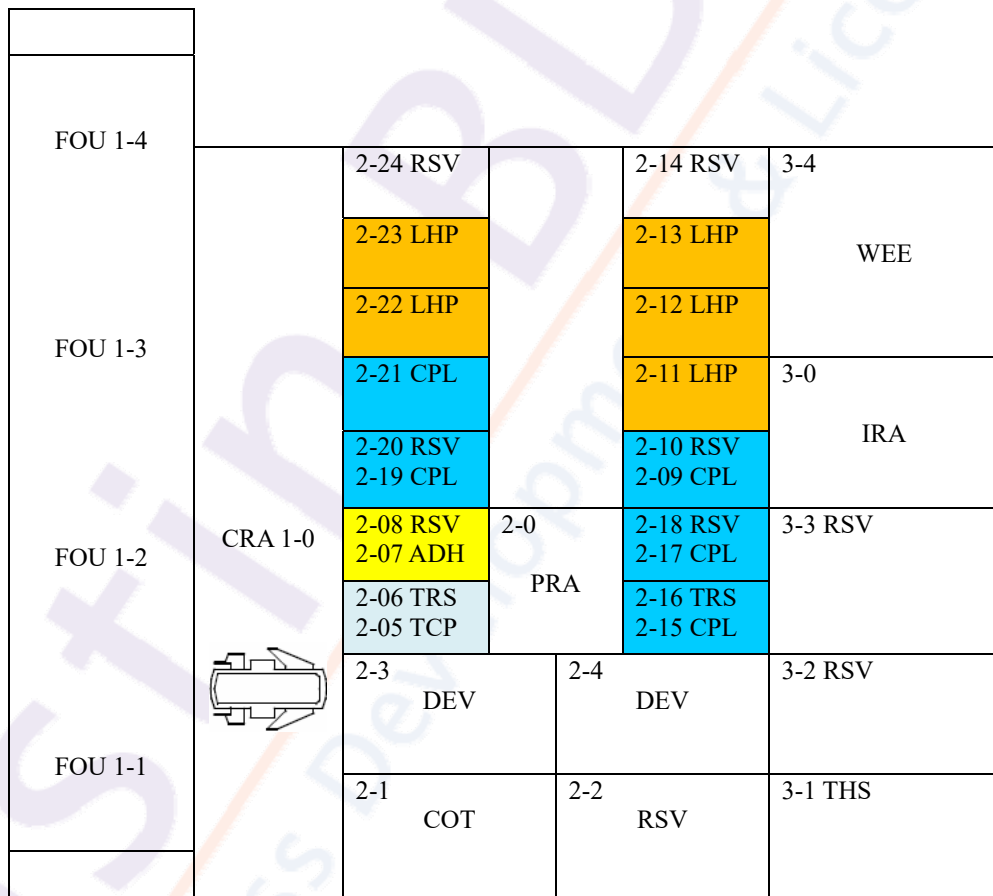 FOU 1-4
2-24 RSV
2-14 RSV
3-4
WEE
2-23 LHP
2-13 LHP
2-22 LHP
2-12 LHP
FOU 1-3
2-21 CPL
2-11 LHP
3-0
IRA
2-20 RSV
2-19 CPL
2-10 RSV
2-09 CPL
FOU 1-2
CRA 1-0
2-08 RSV
2-07 ADH
2-0
PRA
2-18 RSV
2-17 CPL
3-3 RSV
2-06 TRS
2-05 TCP
2-16 TRS
2-15 CPL
2-3
DEV
2-4
DEV
3-2 RSV
FOU 1-1
2-1
COT
2-2
RSV
3-1 THS